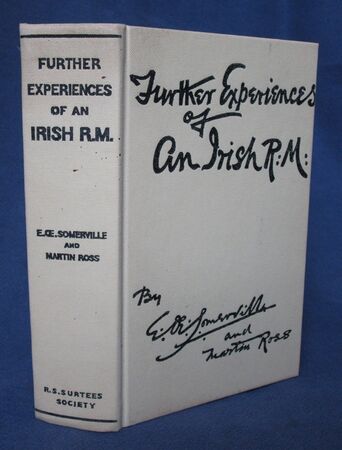 FURTHER
EXPERIENCES
OF AN
IRISH R.M.
E.Œ.SOMERVILLE
AND
MARTIN ROSS
R.S.SURTEES
SOCIETY
Further Experiences
of
An Irish R:M:
By
E:Œ:Somerville
and
Martin Ross